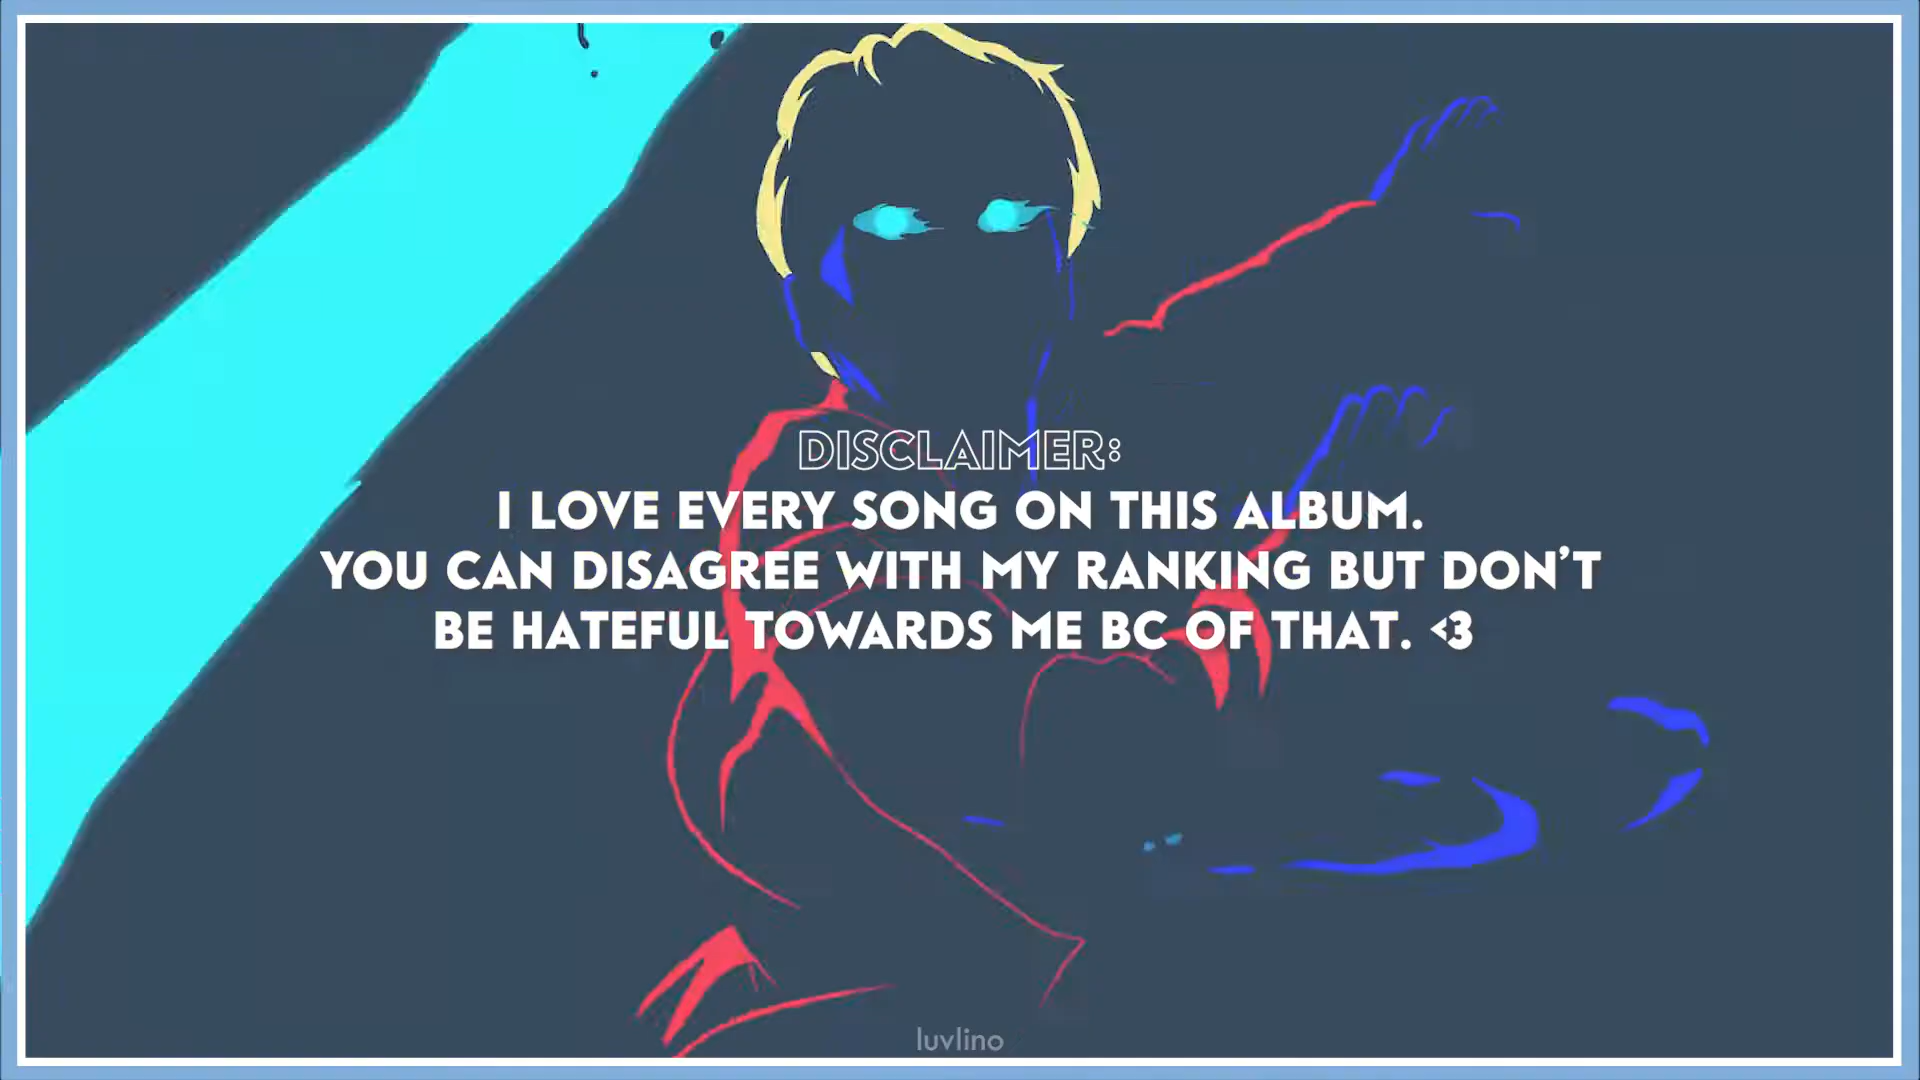 DISCLAIMER:
I LOVE EVERY SONG ON THIS ALBUM.
YOU CAN DISAGREE WITH MY RANKING BUT DON'T
BE HATEFUL TOWARDS ME BC OF THAT. <3
luvlino